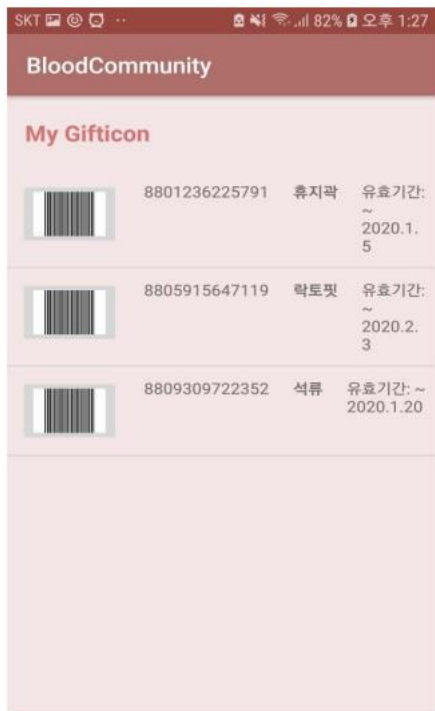 SKT 82% 오후 1:27
BloodCommunity
My Gifticon
8801236225791 휴지곽 유효기간:
~
2020.1.
5
8805915647119 락토핏 유효기간:
~
2020.2.
3
8809309722352 석류 유효기간: ~
2020.1.20